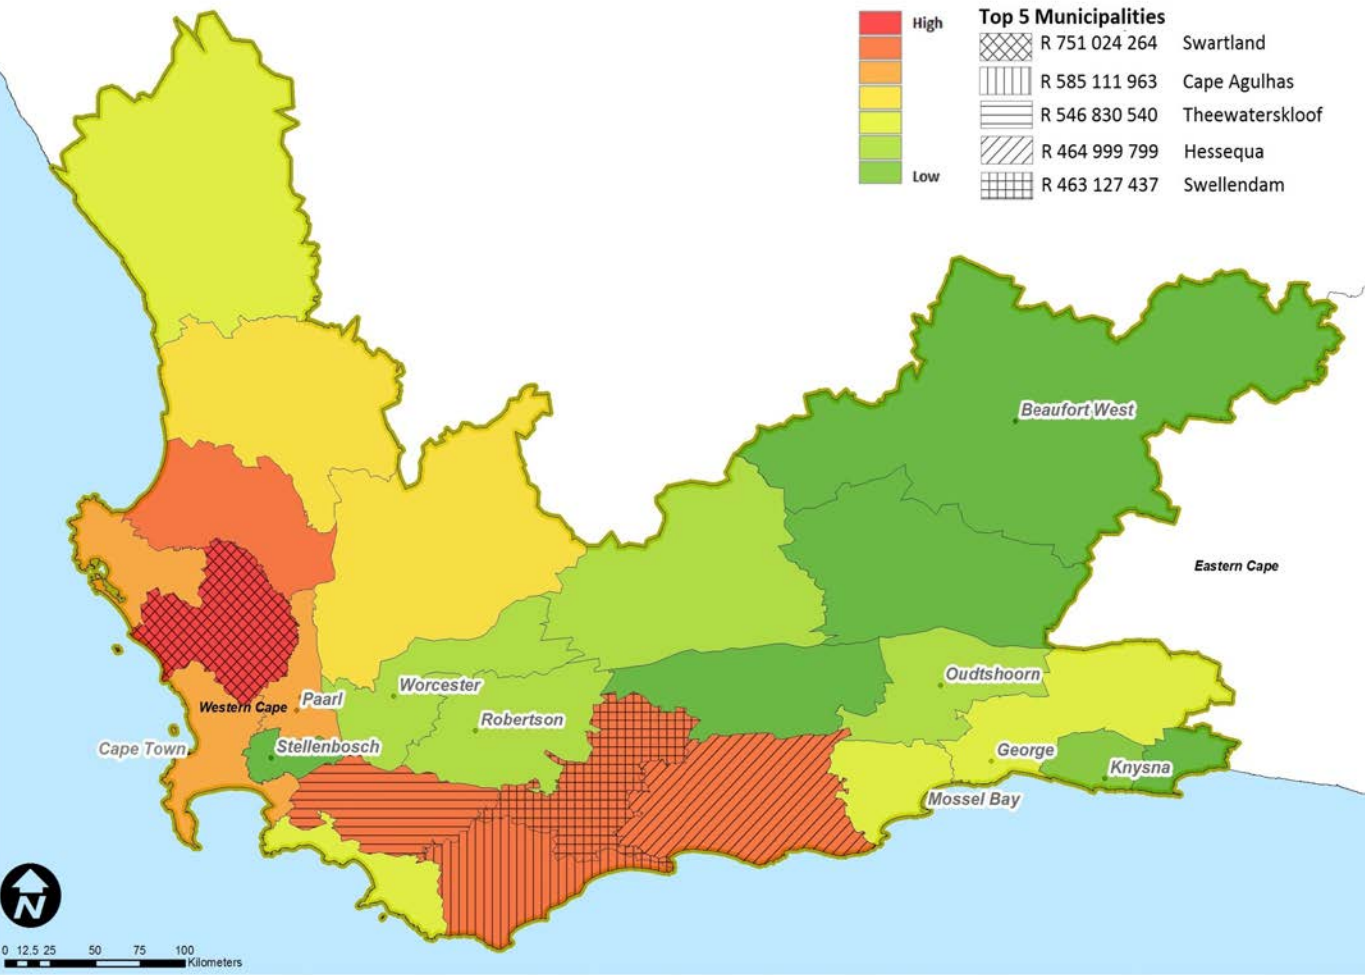 High
Low
Top 5 Municipalities
R 751 024 264 Swartland
R 585 111 963 Cape Agulhas
R 546 830 540 Theewaterskloof
R 464 999 799 Hessequa
R 463 127 437 Swellendam
Beaufort West
Eastern Cape
Oudtshoorn
Worcester
Paarl
Western Cape
Robertson
Stellenbosch
Cape Town
George
Knysna
Mossel Bay
N
0 12.5 25 50 75 100
Kilometers